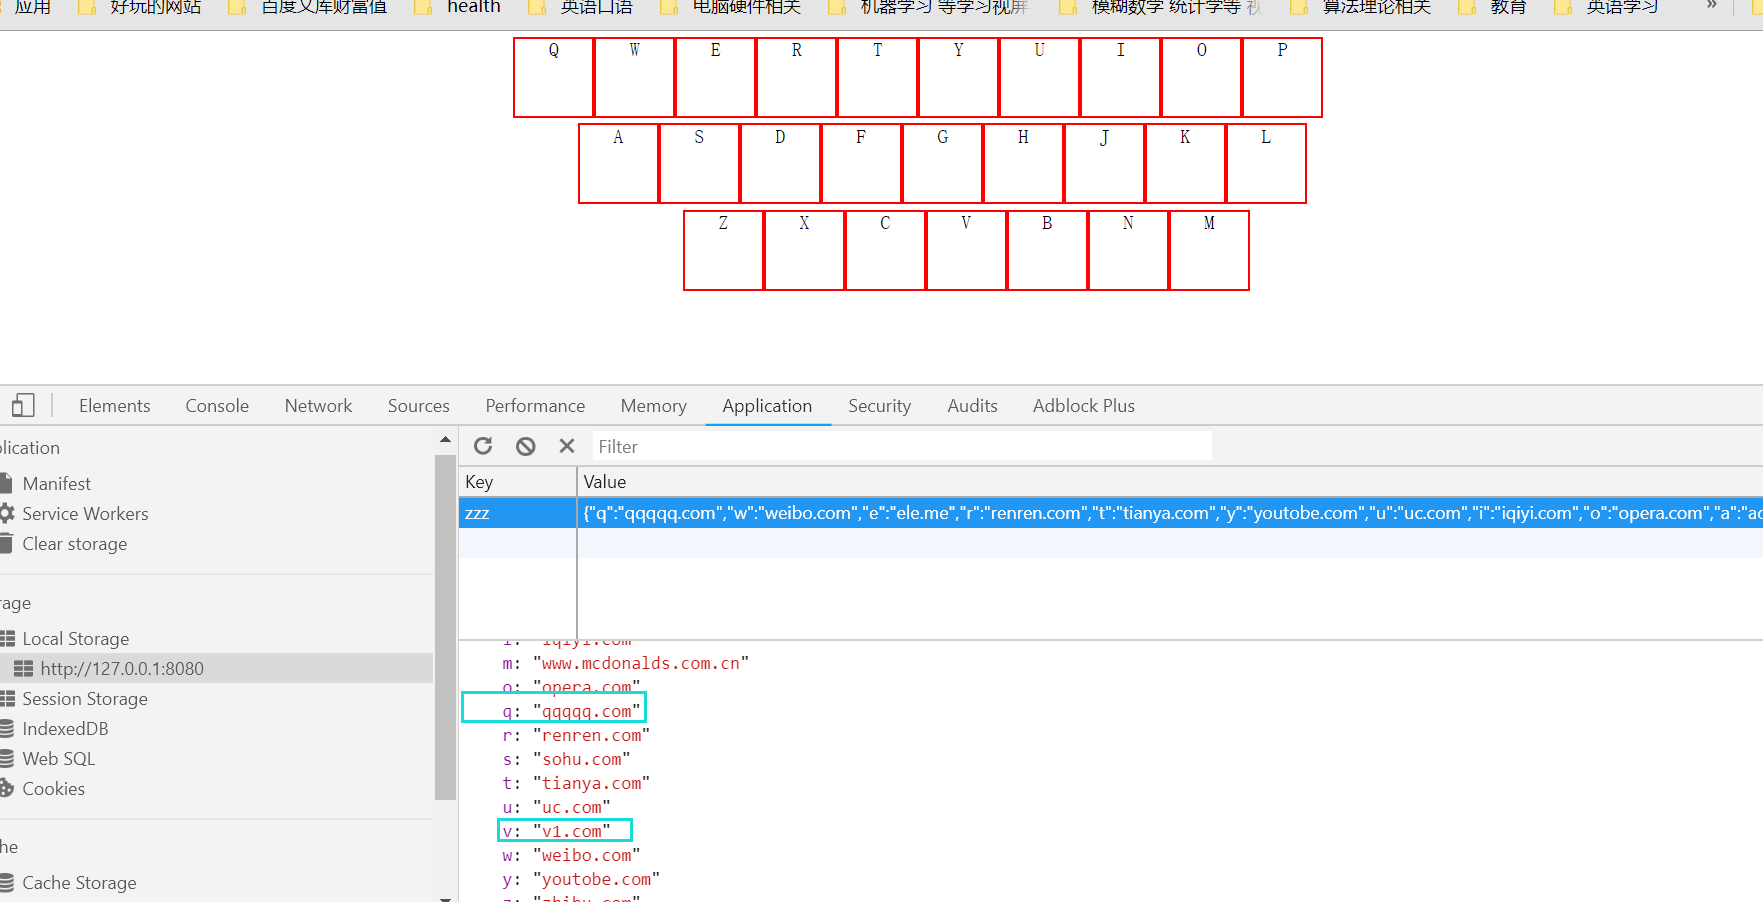 应用 好玩的网站 百度文库财富值 health 英语口语 电脑硬件相关 机器学习 等学习视屏 模糊数学 统计学等 算法理论相关 教育 英语学习 »
Q W E R T Y U I O P
A S D F G H J K L
Z X C V B N M
Elements Console Network Sources Performance Memory Application Security Audits Adblock Plus
plication
Filter
Key Value
Manifest
zzz {"q":"qqqqq.com","w":"weibo.com","e":"ele.me","r":"renren.com","t":"tianya.com","y":"youtobe.com","u":"uc.com","i":"iqiyi.com","o":"opera.com","a":"ac
Service Workers
Clear storage
rage
Local Storage
i: "iqiyi.com"
m: "www.mcdonalds.com.cn"
http://127.0.0.1:8080
o: "opera.com"
Session Storage
q: "qqqqq.com"
IndexedDB
r: "renren.com"
Web SQL
s: "sohu.com"
Cookies
t: "tianya.com"
u: "uc.com"
v: "v1.com"
he
w: "weibo.com"
Cache Storage
y: "youtobe.com"
z: "zhihu.com"